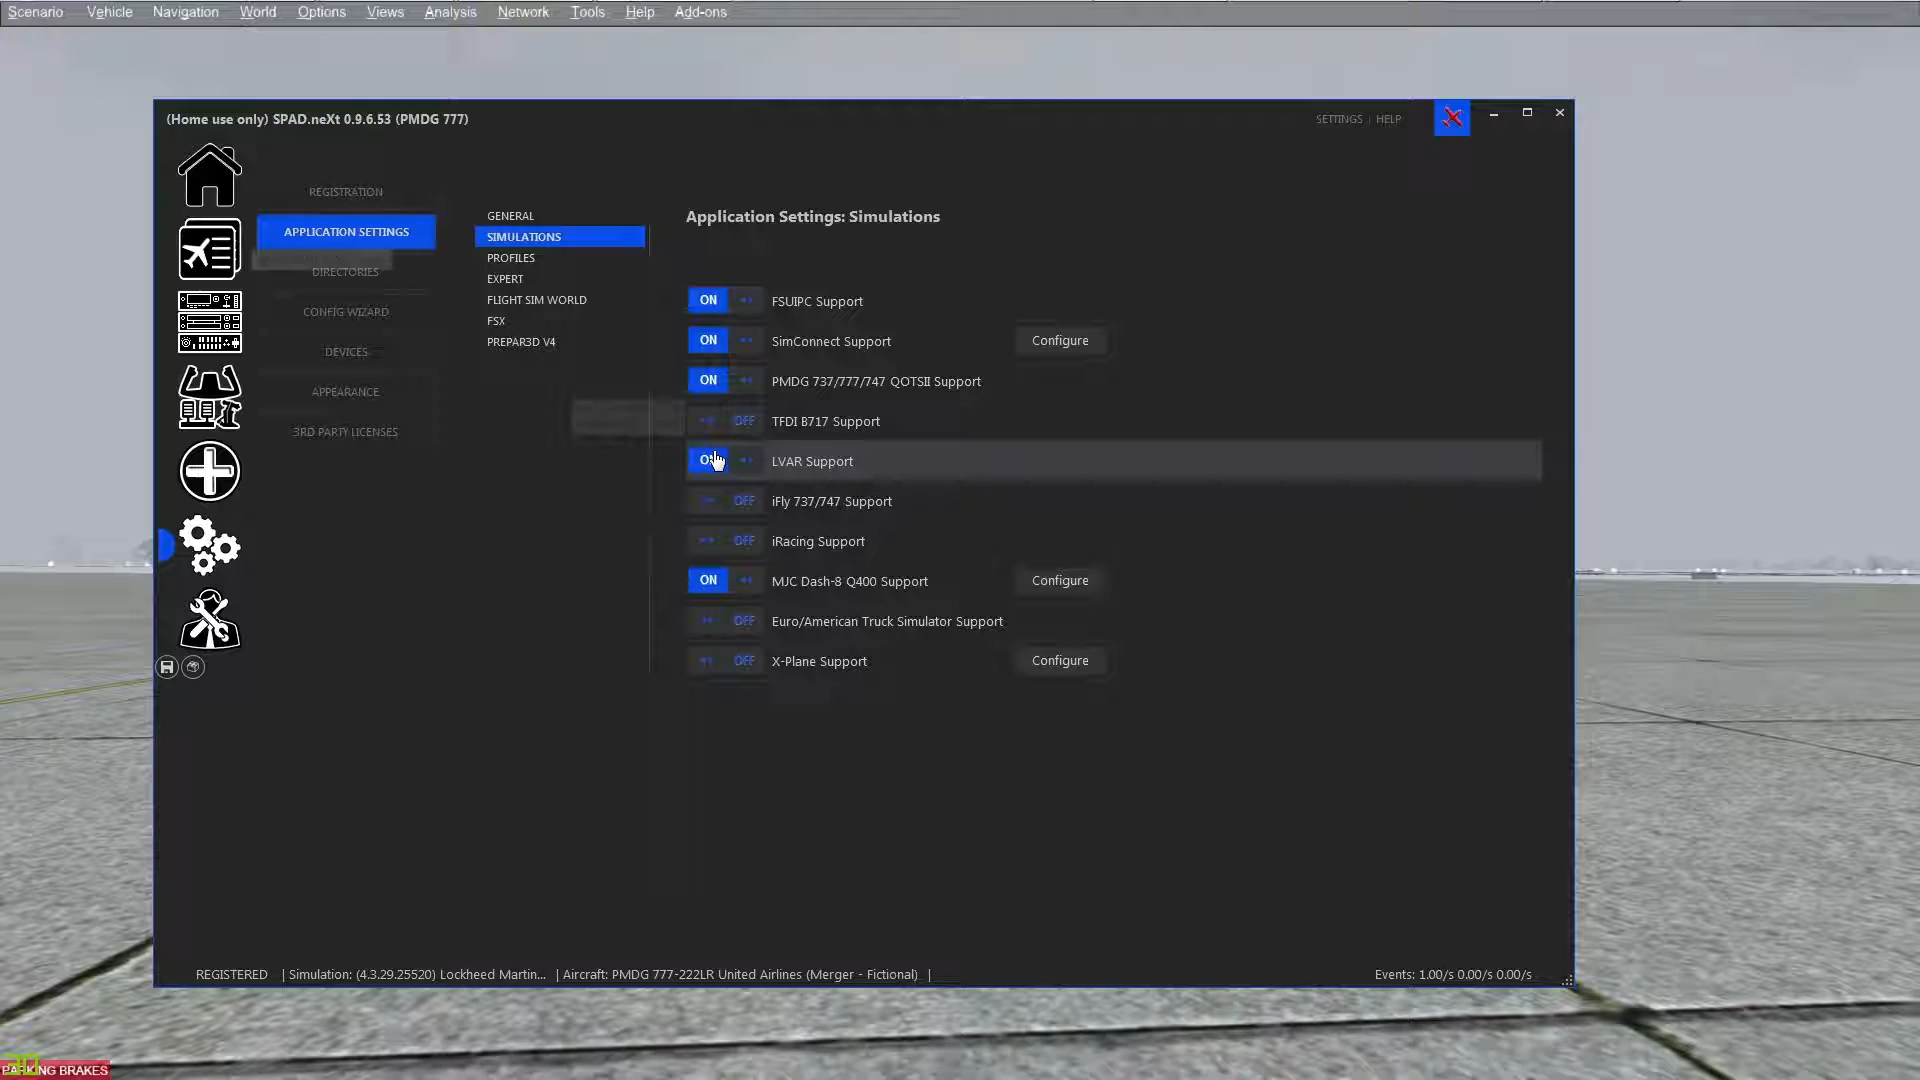 Scenario Vehicle Navigation World Options Views Analysis Network Tools Help Add-ons
(Home use only) SPAD.neXt 0.9.6.53 (PMDG 777)
SETTINGS | HELP
REGISTRATION
APPLICATION SETTINGS
DIRECTORIES
CONFIG WIZARD
DEVICES
APPEARANCE
3RD PARTY LICENSES
GENERAL
SIMULATIONS
PROFILES
EXPERT
FLIGHT SIM WORLD
FSX
PREPAR3D V4
Application Settings: Simulations
ON FSUIPC Support
ON SimConnect Support Configure
ON PMDG 737/777/747 QOTSII Support
OFF TFDI B717 Support
ON LVAR Support
OFF iFly 737/747 Support
OFF iRacing Support
ON MJC Dash-8 Q400 Support Configure
OFF Euro/American Truck Simulator Support
OFF X-Plane Support Configure
REGISTERED | Simulation: (4.3.29.25520) Lockheed Martin... | Aircraft: PMDG 777-222LR United Airlines (Merger - Fictional) |
Events: 1.00/s 0.00/s 0.00/s
PARKING BRAKES